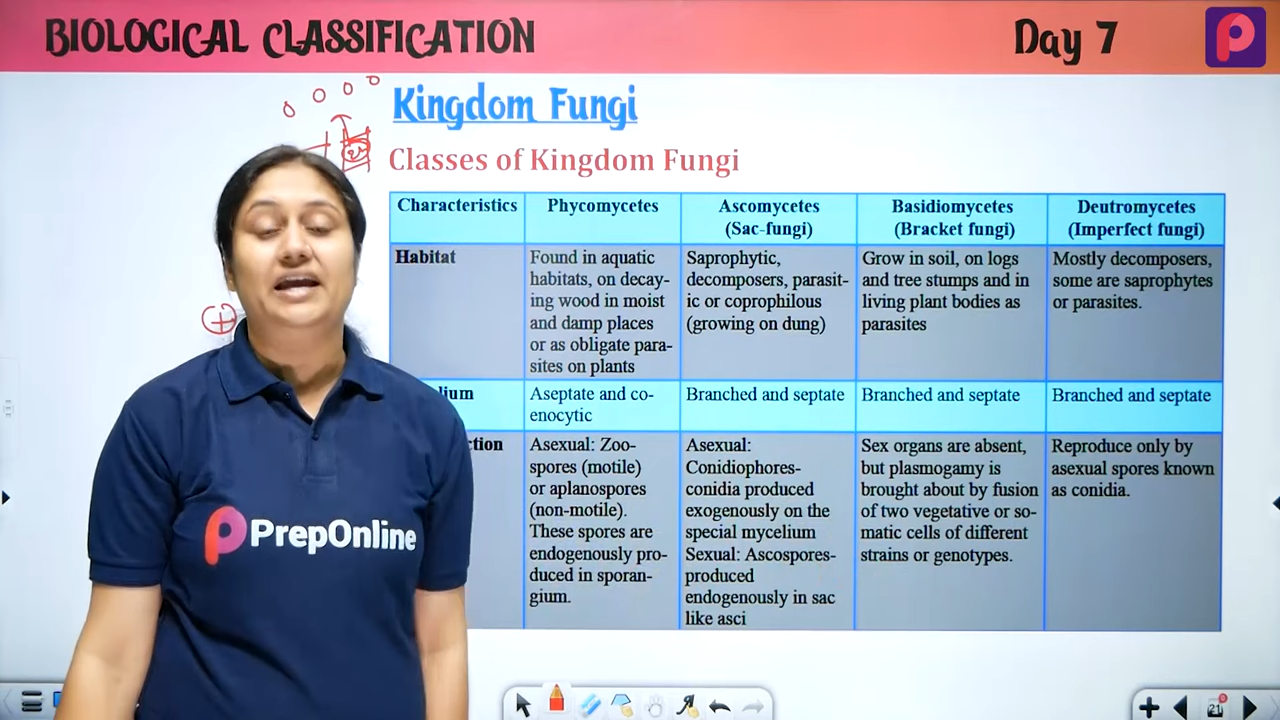 BIOLOGICAL CLASSIFICATION
Day 7
Kingdom Fungi
Classes of Kingdom Fungi
Characteristics
Phycomycetes
Ascomycetes
(Sac-fungi)
Basidiomycetes
(Bracket fungi)
Deutromycetes
(Imperfect fungi)
Habitat
Found in aquatic
habitats, on decay-
ing wood in moist
and damp places
or as obligate para-
sites on plants
Saprophytic,
decomposers, parasit-
ic or coprophilous
(growing on dung)
Grow in soil, on logs
and tree stumps and in
living plant bodies as
parasites
Mostly decomposers,
some are saprophytes
or parasites.
lium
Aseptate and co-
enocytic
Branched and septate
Branched and septate
Branched and septate
ction
Asexual: Zoo-
spores (motile)
or aplanospores
(non-motile).
These spores are
endogenously pro-
duced in sporan-
gium.
Asexual:
Conidiophores-
conidia produced
exogenously on the
special mycelium
Sexual: Ascospores-
produced
endogenously in sac
like asci
Sex organs are absent,
but plasmogamy is
brought about by fusion
of two vegetative or so-
matic cells of different
strains or genotypes.
Reproduce only by
asexual spores known
as conidia.
PrepOnline
21